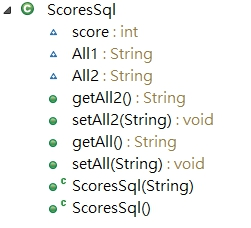 ScoresSql
score : int
All1 : String
All2 : String
getAll2() : String
setAll2(String) : void
getAll() : String
setAll(String) : void
ScoresSql(String)
ScoresSql()